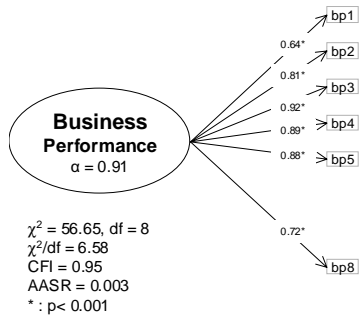 bp1
0.64*
bp2
0.81*
bp3
0.92*
Business
Performance
α = 0.91
0.89*
bp4
0.88*
bp5
0.72*
bp8
χ² = 56.65, df = 8
χ²/df = 6.58
CFI = 0.95
AASR = 0.003
* : p< 0.001